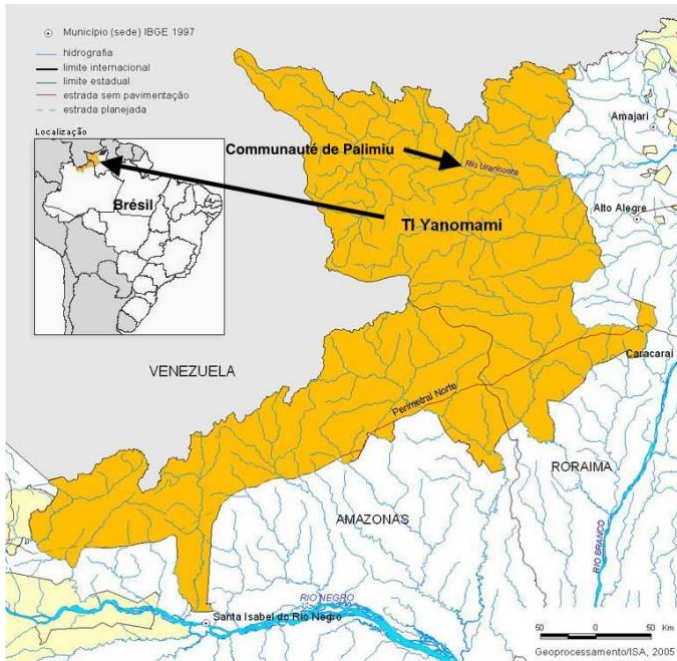 Município (sede) IBGE 1997
hidrografia
limite internacional
limite estadual
estrada sem pavimentação
estrada planejada
Localização
Brésil
Communauté de Palimiu
Rio Uraricoera
TI Yanomami
Amajari
Alto Alegre
Caracaraí
VENEZUELA
Perimetral Norte
RORAIMA
AMAZONAS
RIO BRANCO
RIO NEGRO
Santa Isabel do Rio Negro
50 0 50 Km
Geoprocessamento/ISA, 2005